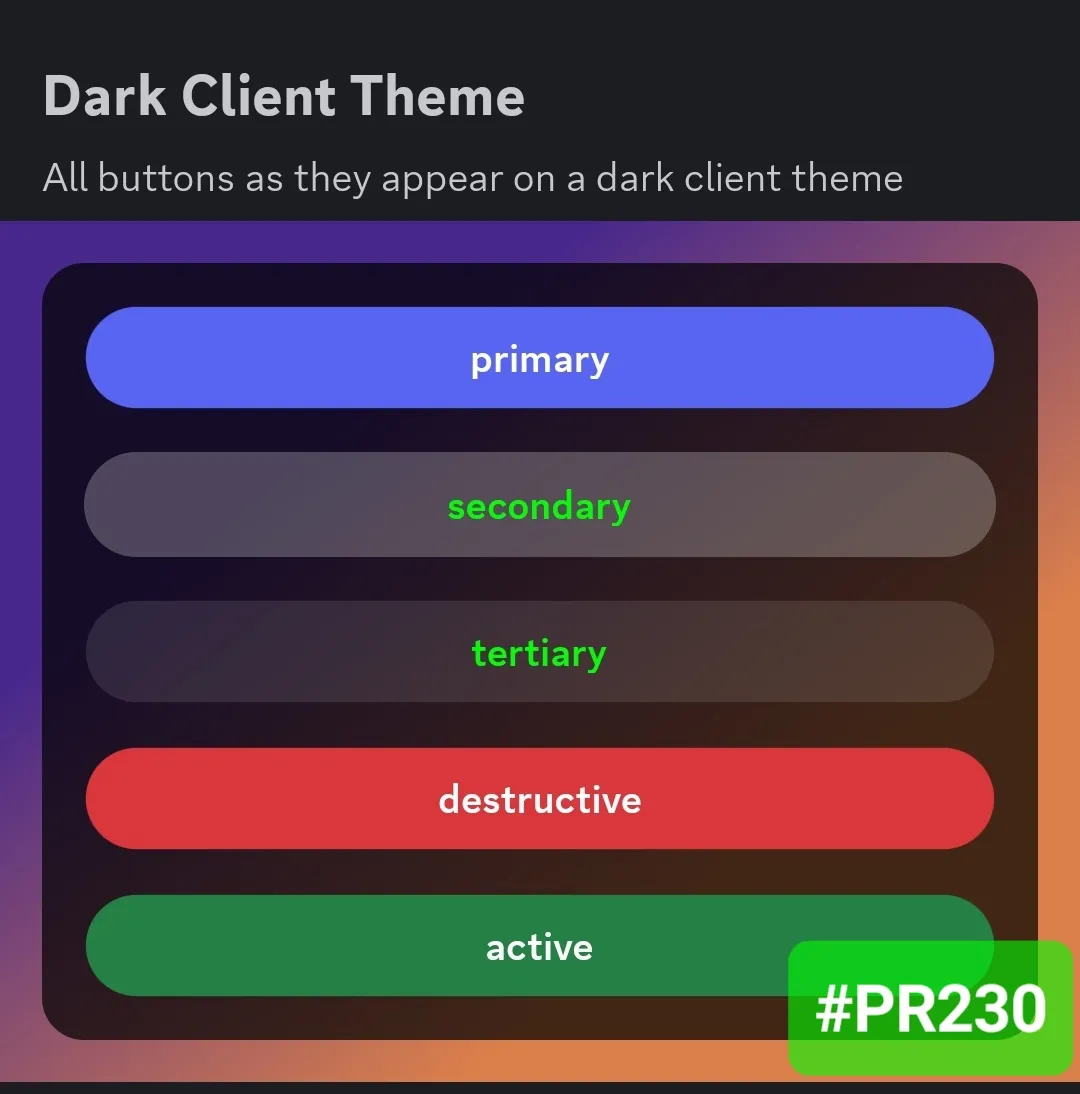 Dark Client Theme
All buttons as they appear on a dark client theme
primary
secondary
tertiary
destructive
active
#PR230